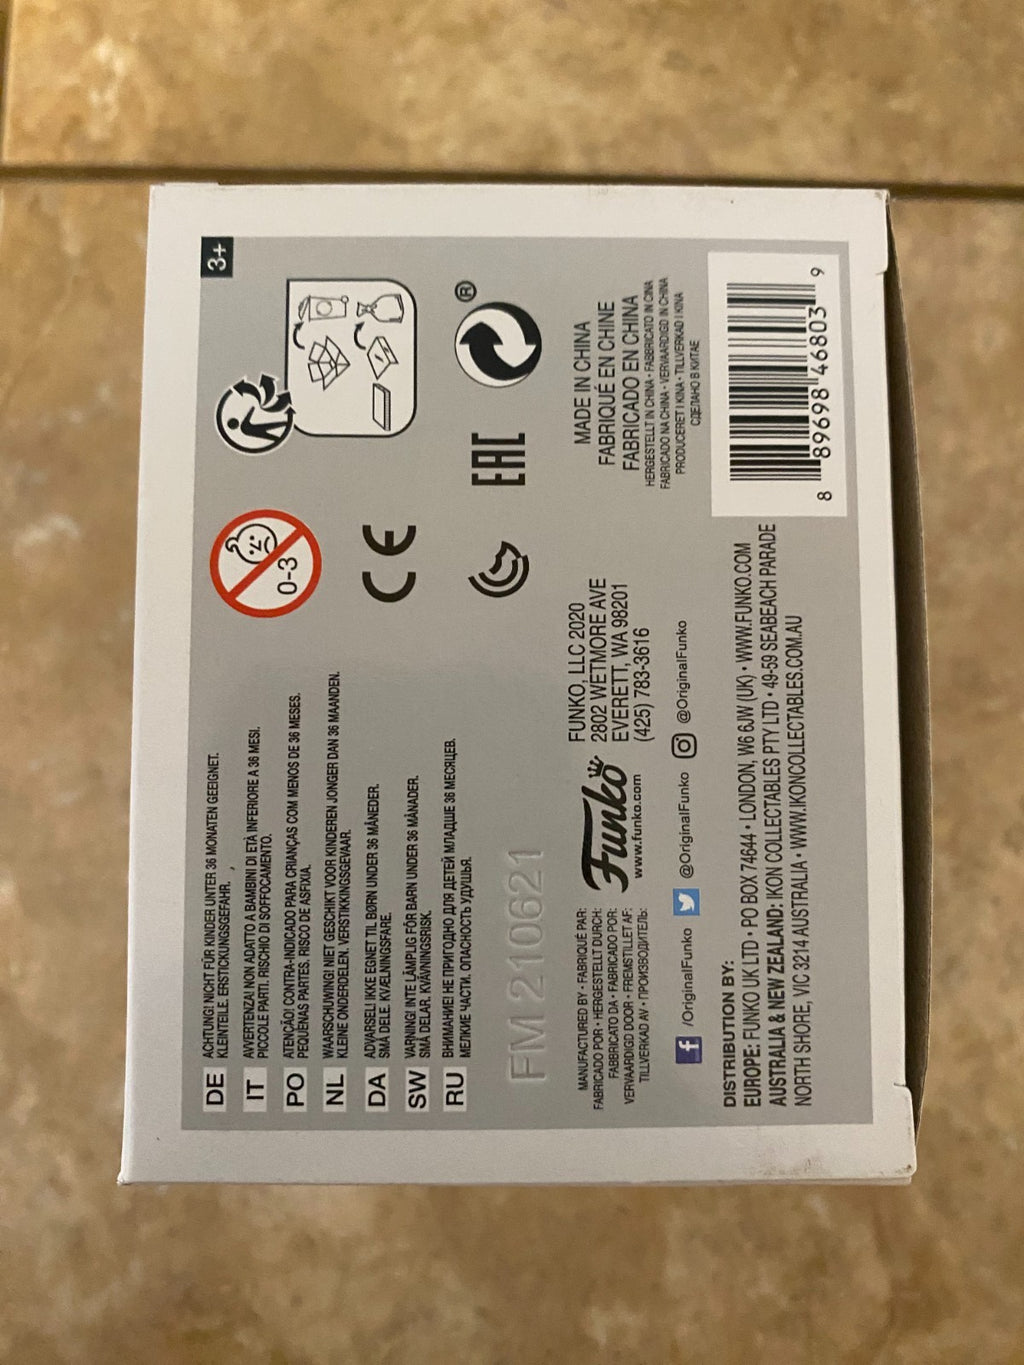 3+
DE ACHTUNG! NICHT FÜR KINDER UNTER 36 MONATEN GEEIGNET.
KLEINTEILE. ERSTICKUNGSGEFAHR.
IT AVVERTENZA! NON ADATTO A BAMBINI DI ETÀ INFERIORE A 36 MESI.
PICCOLE PARTI. RISCHIO DI SOFFOCAMENTO.
PO ATENCÃO! CONTRA-INDICADO PARA CRIANÇAS COM MENOS DE 36 MESES.
PEQUENAS PARTES. RISCO DE ASFIXIA.
NL WAARSCHUWING! NIET GESCHIKT VOOR KINDEREN JONGER DAN 36 MAANDEN.
KLEINE ONDERDELEN. VERSTIKKINGSGEVAAR.
DA ADVARSEL! IKKE EGNET TIL BØRN UNDER 36 MÅNEDER.
SMÅ DELE. KVÆLNINGSFARE.
SW VARNING! INTE LÄMPLIG FÖR BARN UNDER 36 MÅNADER.
SMÅ DELAR. KVÄVNINGSRISK.
RU ВНИМАНИЕ! НЕ ПРИГОДНО ДЛЯ ДЕТЕЙ МЛАДШЕ 36 МЕСЯЦЕВ.
МЕЛКИЕ ЧАСТИ. ОПАСНОСТЬ УДУШЬЯ.
0-3
CE
EAC
®
FM 210621
MANUFACTURED BY • FABRIQUÉ PAR:
FABRICADO POR • HERGESTELLT DURCH:
FABBRICATO DA • FABRICADO POR:
VERVAARDIGD DOOR • FREMSTILLET AF:
TILLVERKAD AV • ПРОИЗВОДИТЕЛЬ:
Funko
www.funko.com
FUNKO, LLC 2020
2802 WETMORE AVE
EVERETT, WA 98201
(425) 783-3616
MADE IN CHINA
FABRIQUÉ EN CHINE
FABRICADO EN CHINA
HERGESTELLT IN CHINA • FABBRICATO IN CINA
FABRICADO NA CHINA • VERVAARDIGD IN CHINA
PRODUCERET I KINA • TILLVERKAD I KINA
СДЕЛАНО В КИТАЕ
/OriginalFunko @OriginalFunko @OriginalFunko
DISTRIBUTION BY:
EUROPE: FUNKO UK LTD • PO BOX 74644 • LONDON, W6 6JW (UK) • WWW.FUNKO.COM
AUSTRALIA & NEW ZEALAND: IKON COLLECTABLES PTY LTD • 49-59 SEABEACH PARADE
NORTH SHORE, VIC 3214 AUSTRALIA • WWW.IKONCOLLECTABLES.COM.AU
8 89698 46803 9